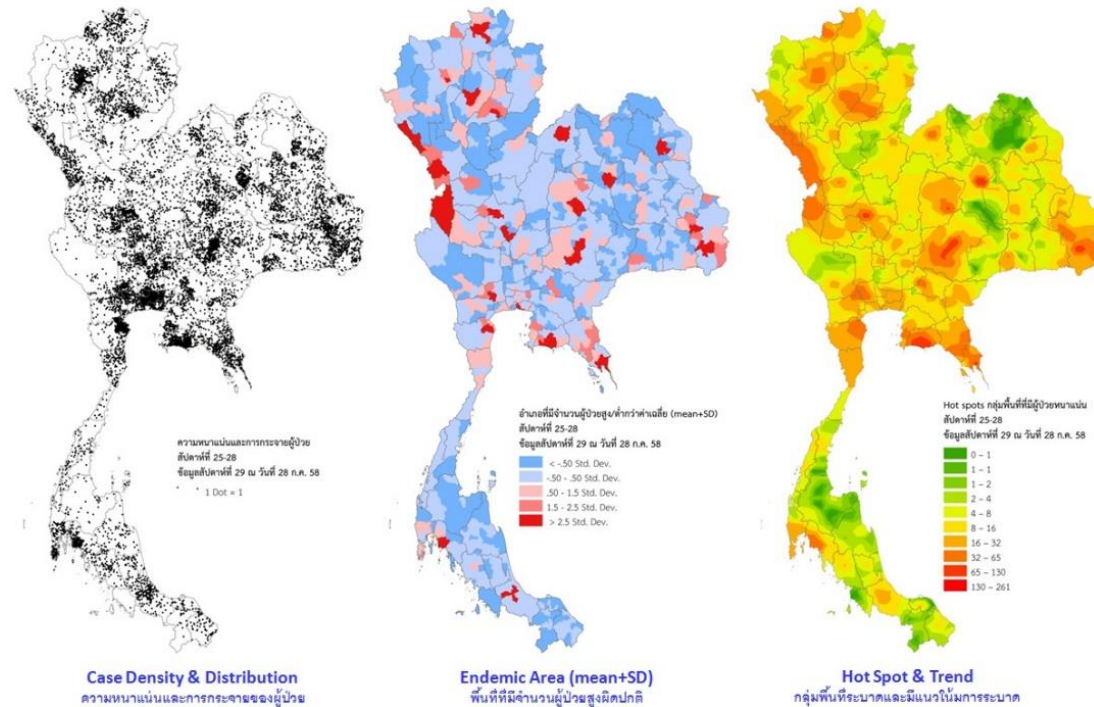 ความหนาแน่นและการกระจายผู้ป่วย
สัปดาห์ที่ 25-28
ข้อมูลสัปดาห์ที่ 29 ณ วันที่ 28 ก.ค. 58
1 Dot = 1
Case Density & Distribution
ความหนาแน่นและการกระจายของผู้ป่วย
อำเภอที่มีจำนวนผู้ป่วยสูง/ต่ำกว่าค่าเฉลี่ย (mean+SD)
สัปดาห์ที่ 25-28
ข้อมูลสัปดาห์ที่ 29 ณ วันที่ 28 ก.ค. 58
< -.50 Std. Dev.
-.50 - .50 Std. Dev.
.50 - 1.5 Std. Dev.
1.5 - 2.5 Std. Dev.
> 2.5 Std. Dev.
Endemic Area (mean+SD)
พื้นที่ที่มีจำนวนผู้ป่วยสูงผิดปกติ
Hot spots กลุ่มพื้นที่ที่มีผู้ป่วยหนาแน่น
สัปดาห์ที่ 25-28
ข้อมูลสัปดาห์ที่ 29 ณ วันที่ 28 ก.ค. 58
0 – 1
1 – 1
1 – 2
2 – 4
4 – 8
8 – 16
16 – 32
32 – 65
65 – 130
130 – 261
Hot Spot & Trend
กลุ่มพื้นที่ระบาดและมีแนวโน้มการระบาด